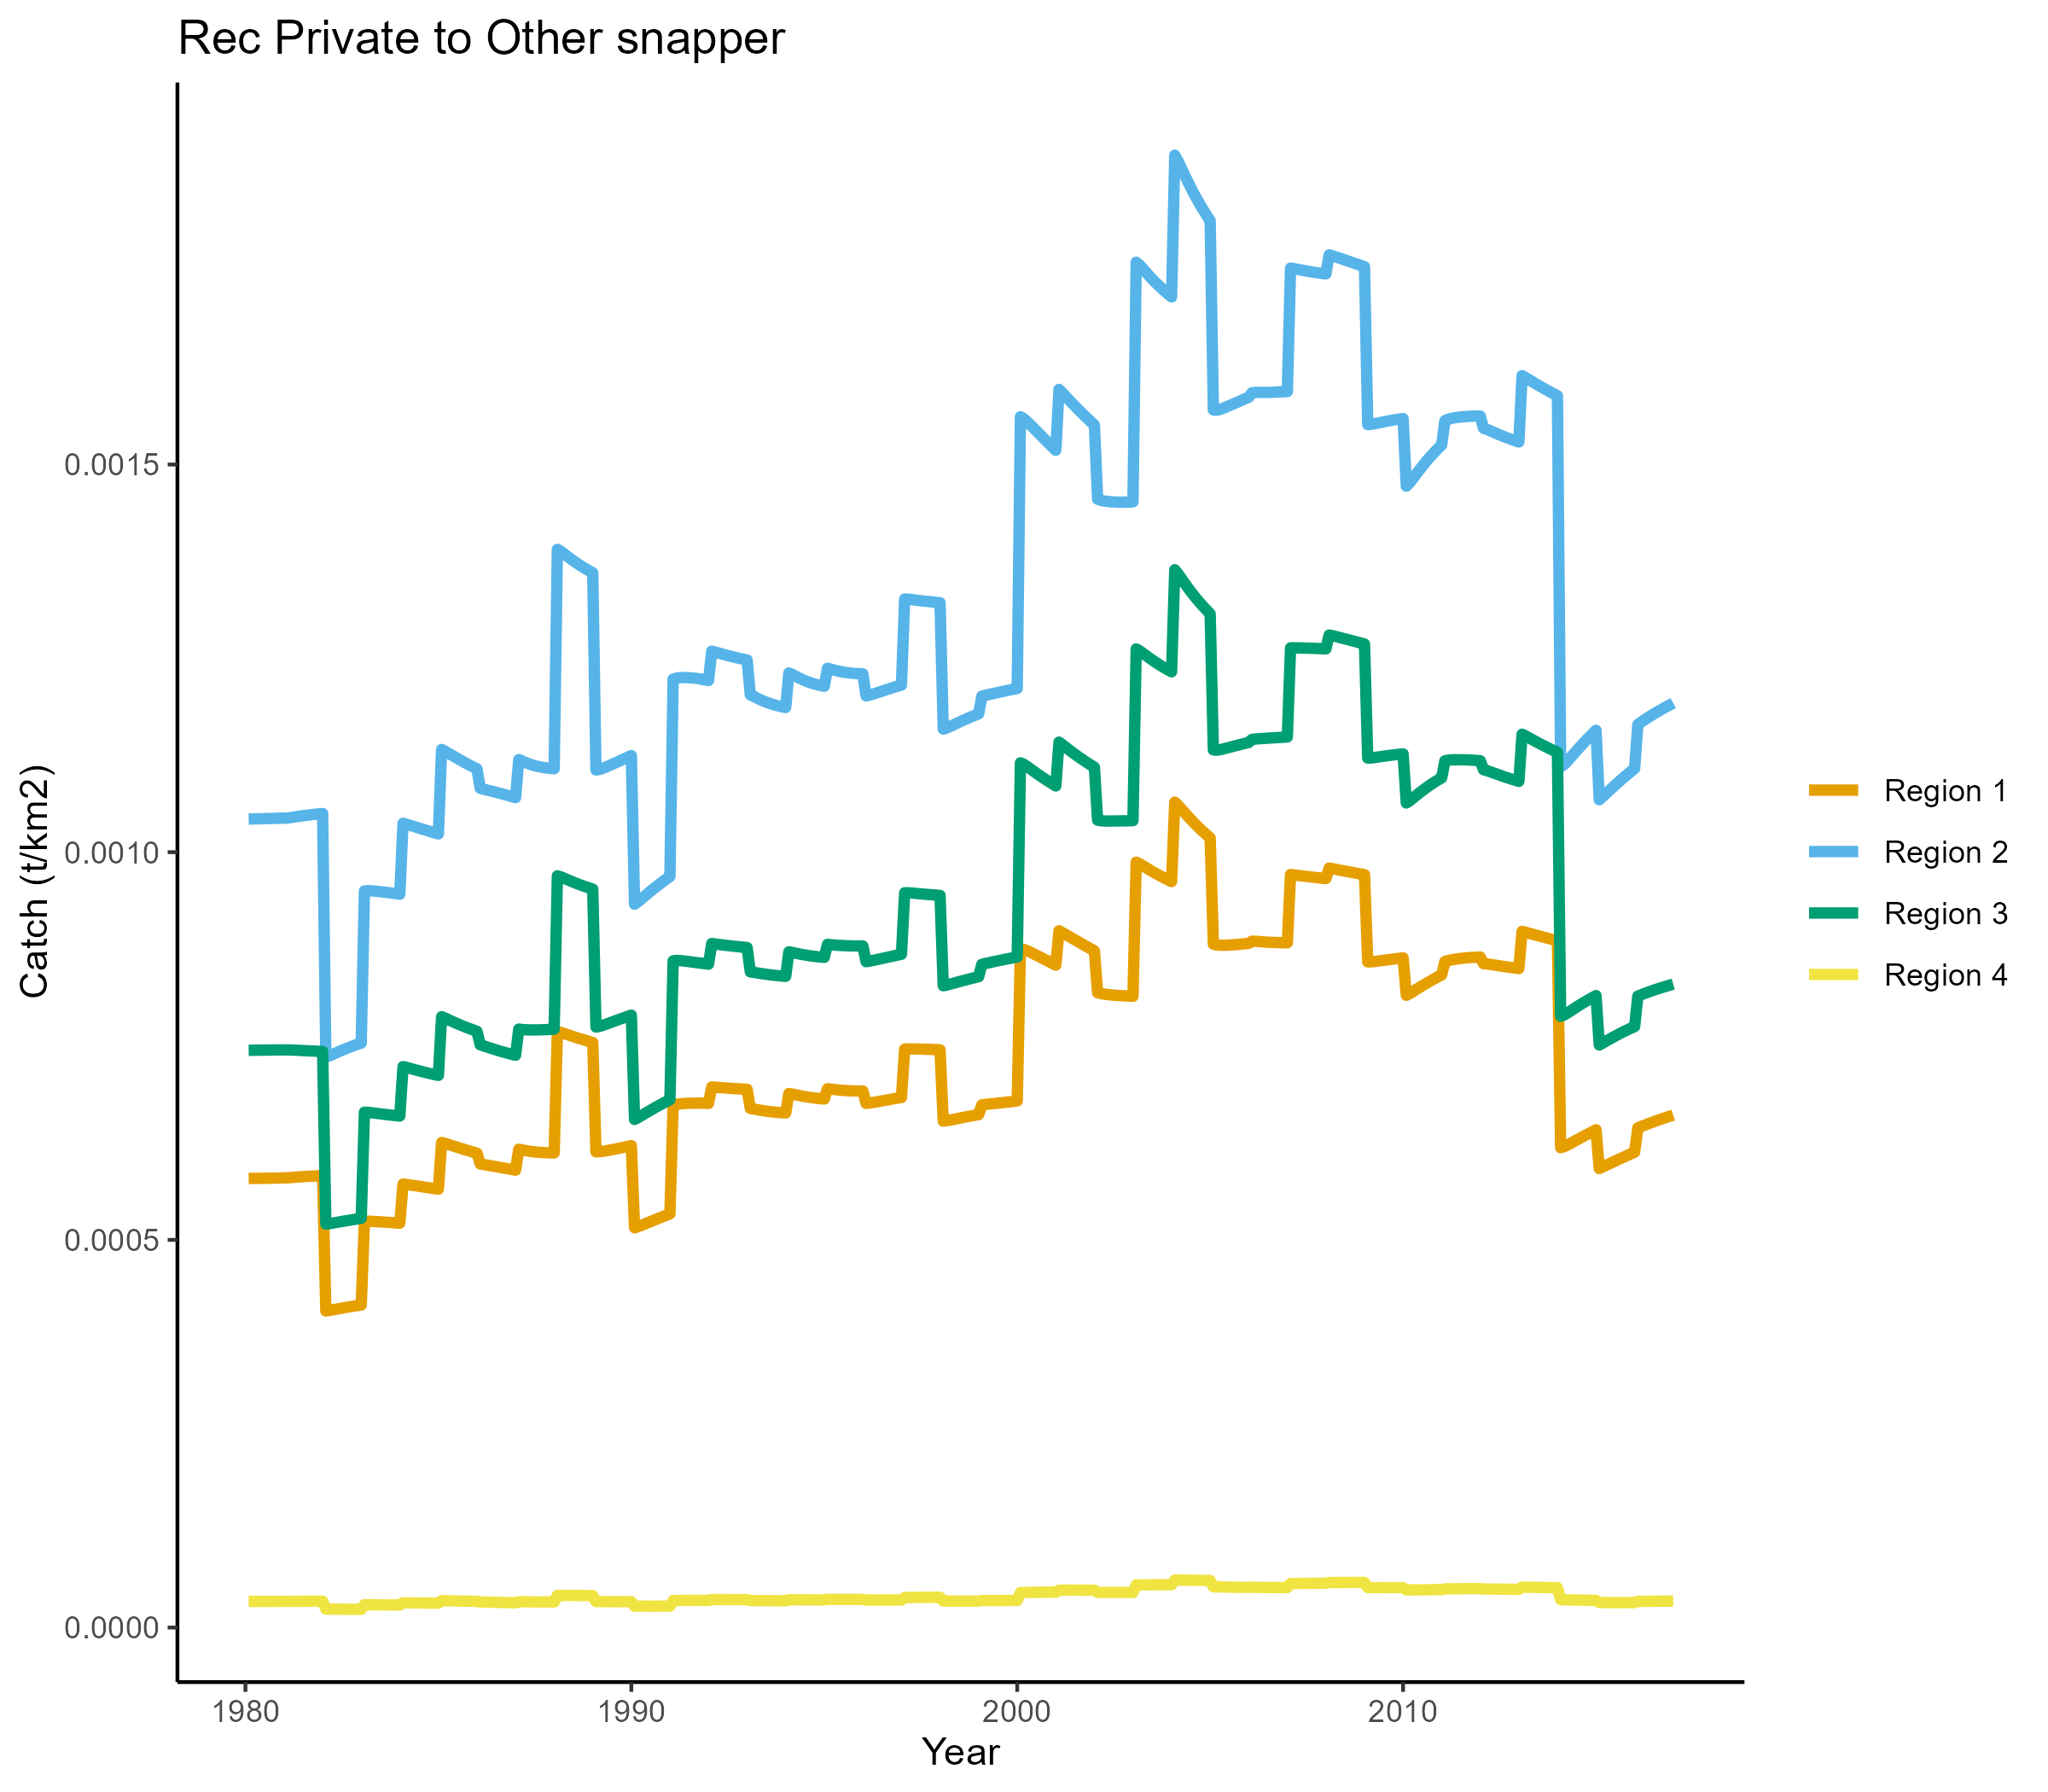 Rec Private to Other snapper
Catch (t/km2)
0.0015
0.0010
0.0005
0.0000
1980
1990
2000
2010
Year
Region 1
Region 2
Region 3
Region 4